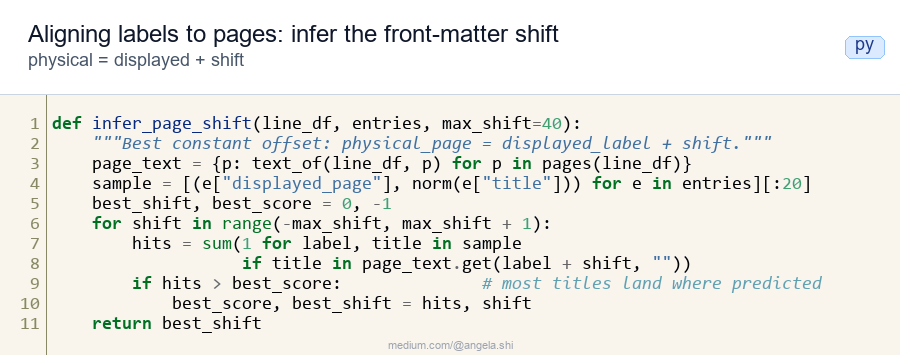 Aligning labels to pages: infer the front-matter shift
physical = displayed + shift
py
1 def infer_page_shift(line_df, entries, max_shift=40):
2     """Best constant offset: physical_page = displayed_label + shift."""
3     page_text = {p: text_of(line_df, p) for p in pages(line_df)}
4     sample = [(e["displayed_page"], norm(e["title"])) for e in entries][:20]
5     best_shift, best_score = 0, -1
6     for shift in range(-max_shift, max_shift + 1):
7         hits = sum(1 for label, title in sample
8                    if title in page_text.get(label + shift, ""))
9         if hits > best_score:              # most titles land where predicted
10             best_score, best_shift = hits, shift
11     return best_shift
medium.com/@angela.shi